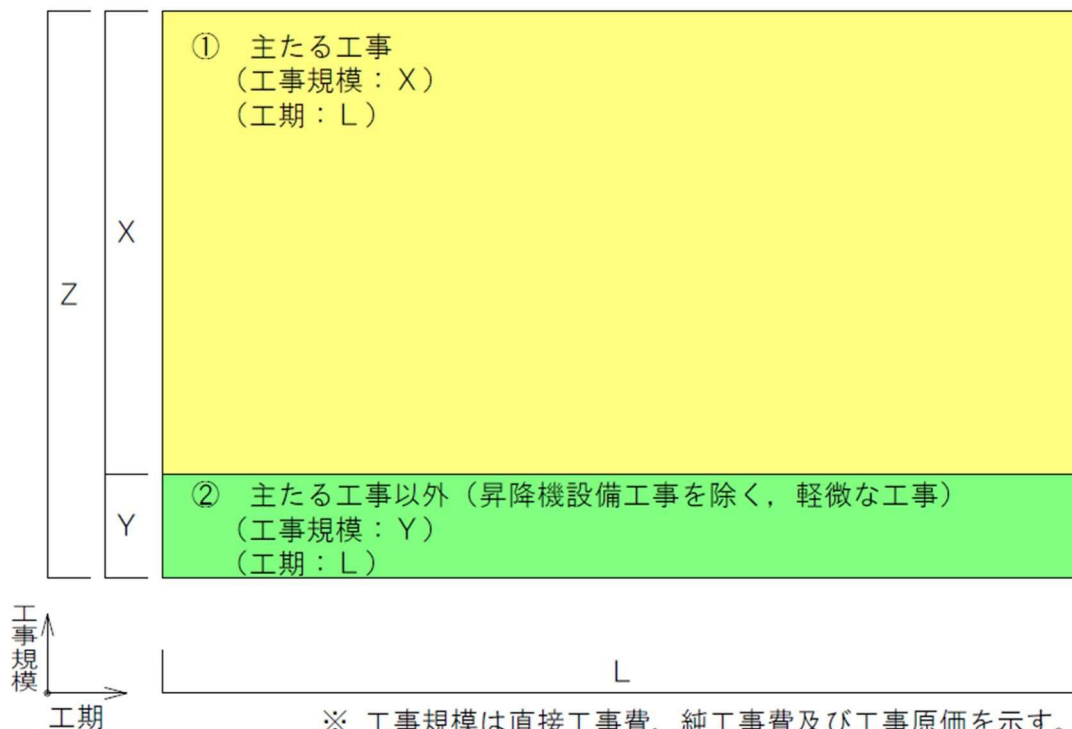 ① 主たる工事
（工事規模：X）
（工期：L）
X
Z
② 主たる工事以外（昇降機設備工事を除く，軽微な工事）
（工事規模：Y）
（工期：L）
Y
工事規模
工期
L
※ 工事規模は直接工事費，純工事費及び工事原価を示す。